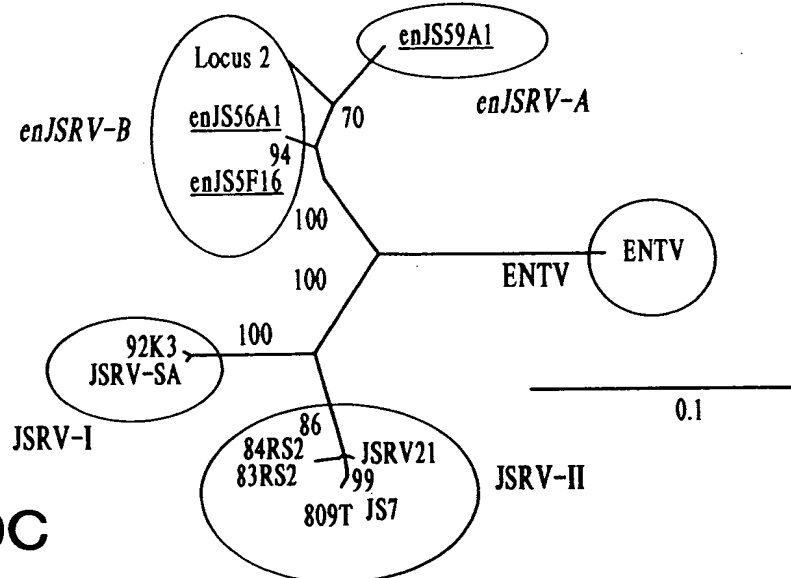 enJS59A1
Locus 2
enJSRV-A
70
enJS56A1
enJSRV-B
94
enJS5F16
100
ENTV
ENTV
100
100
92K3
JSRV-SA
0.1
JSRV-I
86
84RS2
JSRV21
83RS2
99
JSRV-II
809T
JS7
C